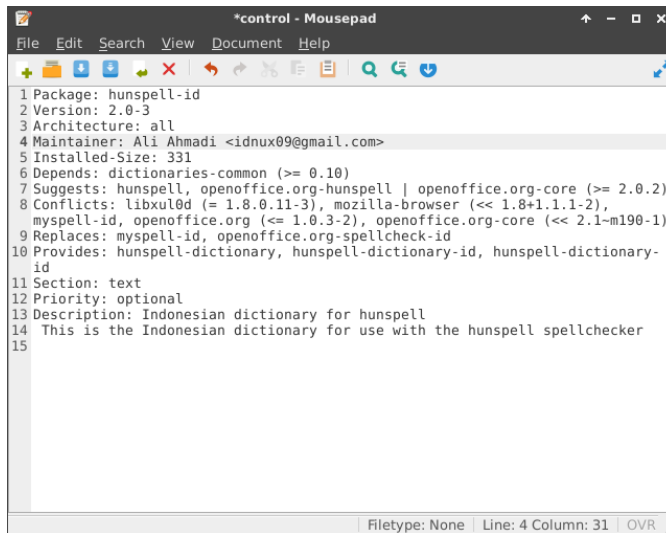 *control - Mousepad
File Edit Search View Document Help
1 Package: hunspell-id
2 Version: 2.0-3
3 Architecture: all
4 Maintainer: Ali Ahmadi <idnux09@gmail.com>
5 Installed-Size: 331
6 Depends: dictionaries-common (>= 0.10)
7 Suggests: hunspell, openoffice.org-hunspell | openoffice.org-core (>= 2.0.2)
8 Conflicts: libxul0d (= 1.8.0.11-3), mozilla-browser (<< 1.8+1.1.1-2),
myspell-id, openoffice.org (<= 1.0.3-2), openoffice.org-core (<< 2.1~m190-1)
9 Replaces: myspell-id, openoffice.org-spellcheck-id
10 Provides: hunspell-dictionary, hunspell-dictionary-id, hunspell-dictionary-
id
11 Section: text
12 Priority: optional
13 Description: Indonesian dictionary for hunspell
14  This is the Indonesian dictionary for use with the hunspell spellchecker
15
Filetype: None Line: 4 Column: 31 OVR